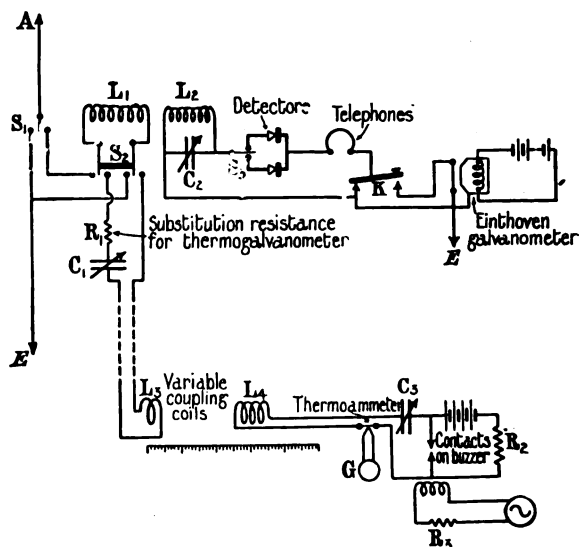 A
S₁
L₁
L₂
Detectors
Telephones
S₂
C₂
K
R₁
Substitution resistance
for thermogalvanometer
C₁
E
E
Einthoven
galvanometer
L₃
Variable
coupling
coils
L₄
Thermoammeter
C₃
G
Contacts
on buzzer
R₂
R₃